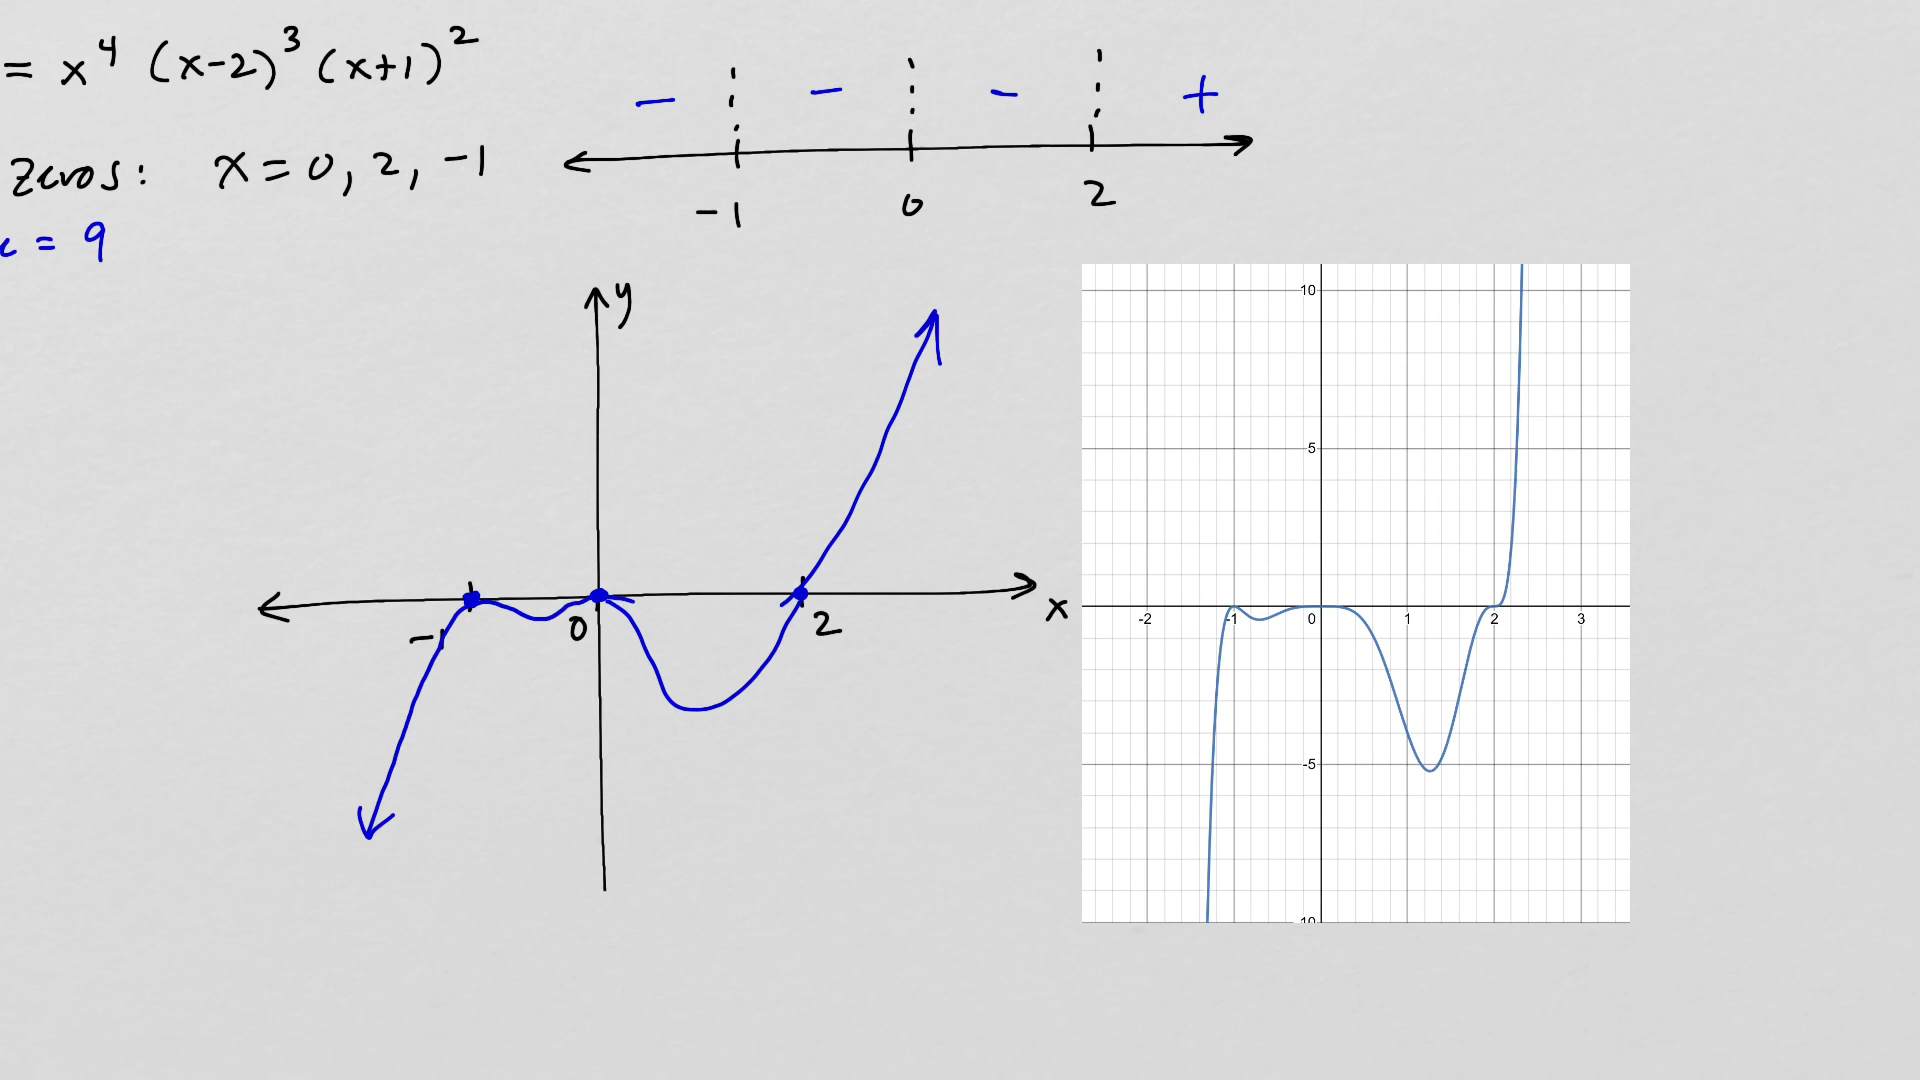 = x⁴ (x-2)³ (x+1)²
- - - +
zeros: x = 0, 2, -1
-1 0 2
= 9
y
10
5
-1 0 2 x
-2 -1 0 1 2 3
-5